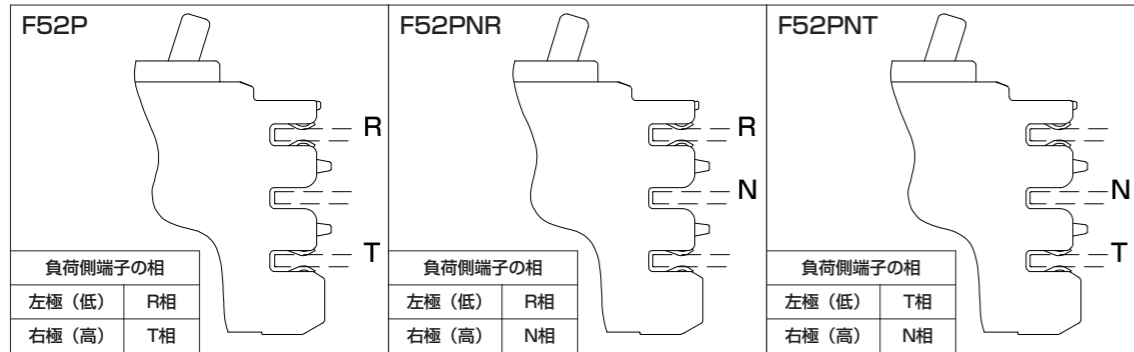 F52P
R
T
負荷側端子の相
左極（低） R相
右極（高） T相
F52PNR
R
N
負荷側端子の相
左極（低） R相
右極（高） N相
F52PNT
N
T
負荷側端子の相
左極（低） T相
右極（高） N相